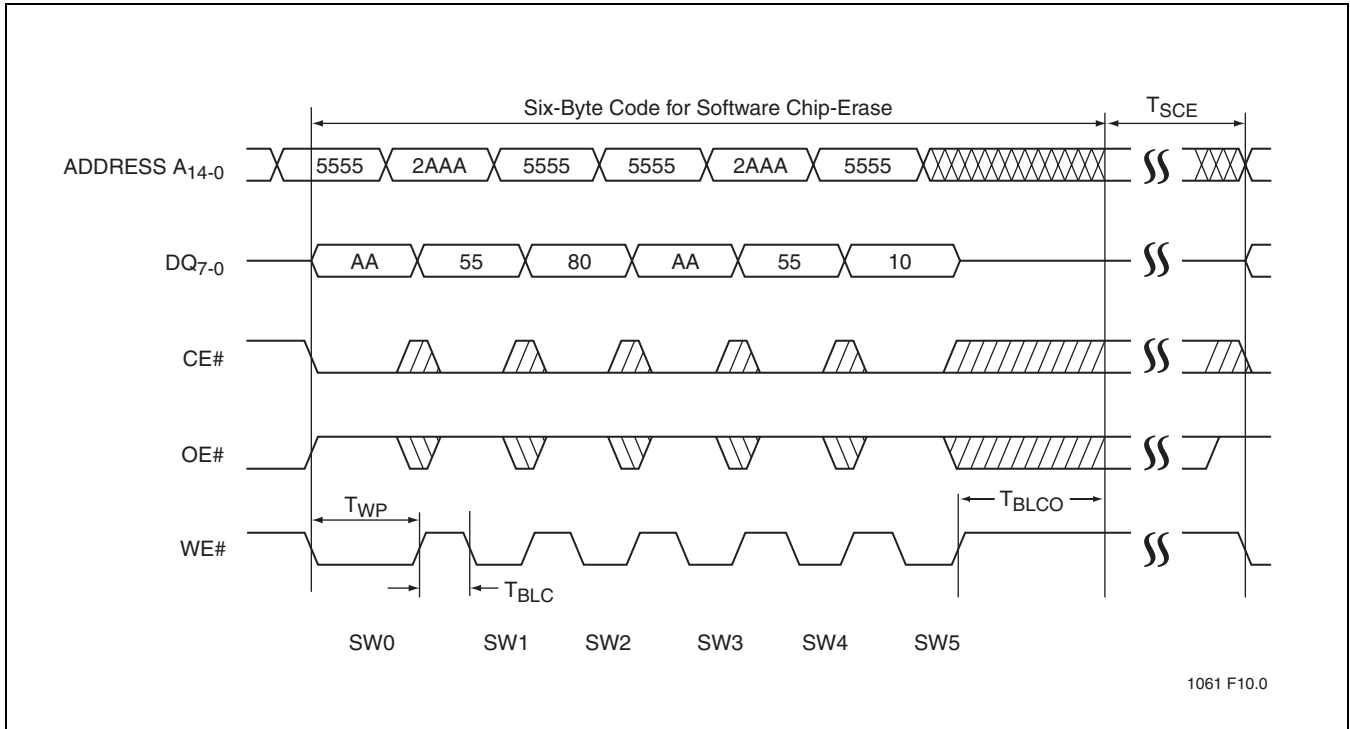 Six-Byte Code for Software Chip-Erase TSCE
ADDRESS A14-0 5555 2AAA 5555 5555 2AAA 5555
DQ7-0 AA 55 80 AA 55 10
CE#
OE#
TWP TBLCO
WE#
TBLC
SW0 SW1 SW2 SW3 SW4 SW5
1061 F10.0